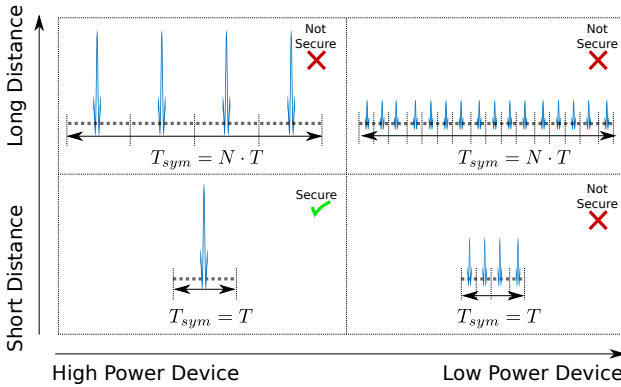 Long Distance
Not
Secure
T_{sym} = N · T
Not
Secure
T_{sym} = N · T
Short Distance
Secure
T_{sym} = T
Not
Secure
T_{sym} = T
High Power Device
Low Power Device